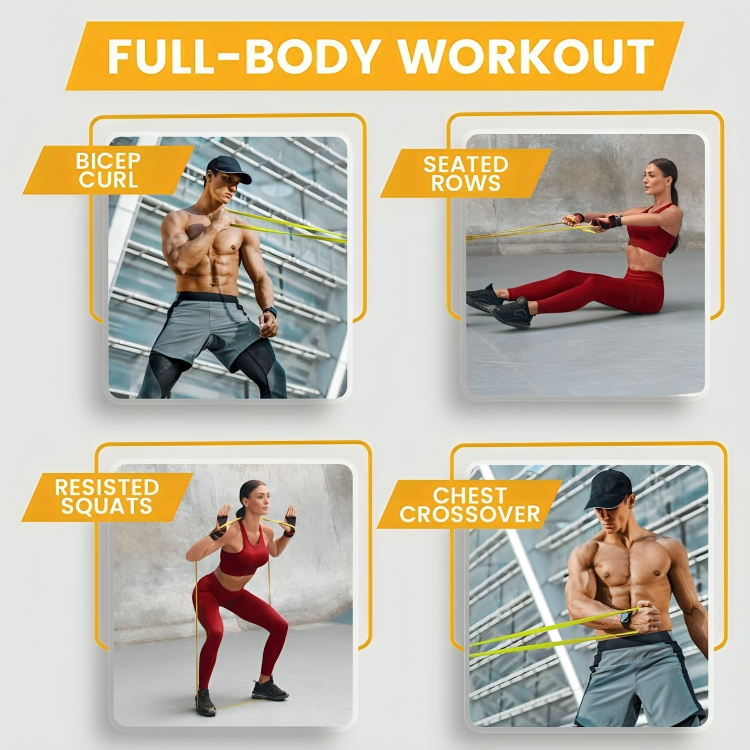 FULL-BODY WORKOUT
BICEP
CURL
SEATED
ROWS
RESISTED
SQUATS
CHEST
CROSSOVER